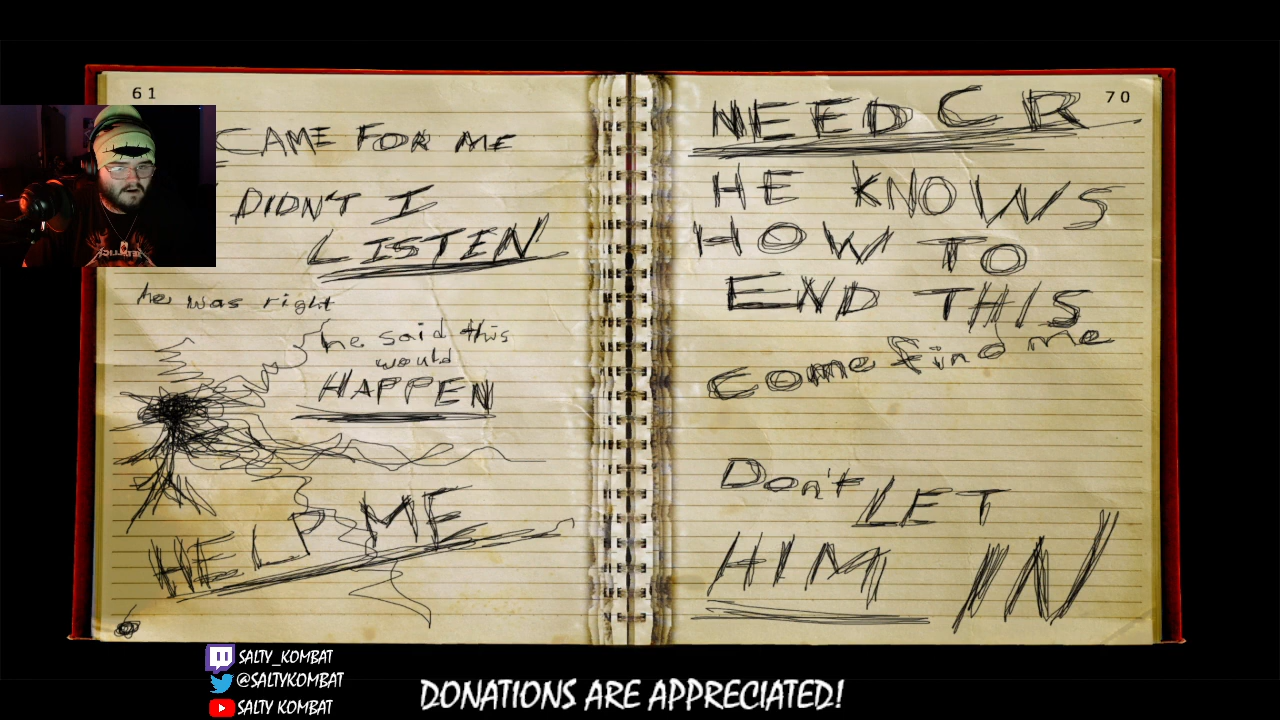 61
CAME FOR ME
DIDN'T I
LISTEN
he was right
he said this
would
HAPPEN
HELP ME
70
NEED C R
HE KNOWS
HOW TO
END THIS
come find me
Don't LET
HIM IN
SALTY_KOMBAT
@SALTYKOMBAT
SALTY KOMBAT
DONATIONS ARE APPRECIATED!